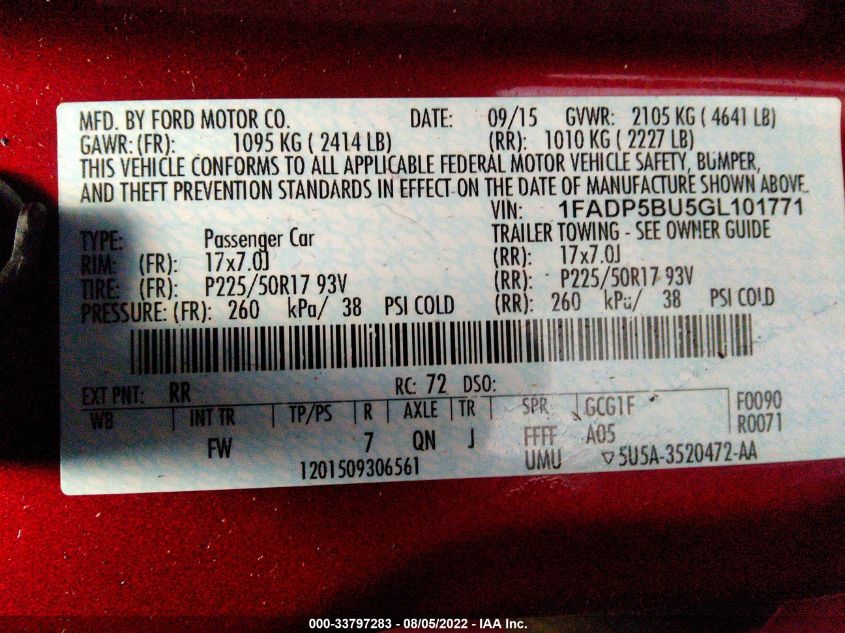 MFD. BY FORD MOTOR CO. DATE: 09/15 GVWR: 2105 KG ( 4641 LB)
GAWR: (FR): 1095 KG ( 2414 LB) (RR): 1010 KG ( 2227 LB)
THIS VEHICLE CONFORMS TO ALL APPLICABLE FEDERAL MOTOR VEHICLE SAFETY, BUMPER,
AND THEFT PREVENTION STANDARDS IN EFFECT ON THE DATE OF MANUFACTURE SHOWN ABOVE.
VIN: 1FADP5BU5GL101771
TYPE: Passenger Car TRAILER TOWING - SEE OWNER GUIDE
RIM: (FR): 17x7.0J (RR): 17x7.0J
TIRE: (FR): P225/50R17 93V (RR): P225/50R17 93V
PRESSURE: (FR): 260 kPa/ 38 PSI COLD (RR): 260 kPa/ 38 PSI COLD
EXT PNT: RR RC: 72 DSO:
WB INT TR TP/PS R AXLE TR SPR GCG1F F0090
FW 7 QN J FFFF A05 R0071
1201509306561 UMU ▽5U5A-3520472-AA
000-33797283 - 08/05/2022 - IAA Inc.